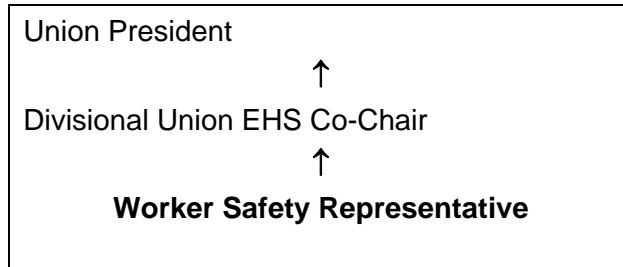 Union President
↑
Divisional Union EHS Co-Chair
↑
Worker Safety Representative